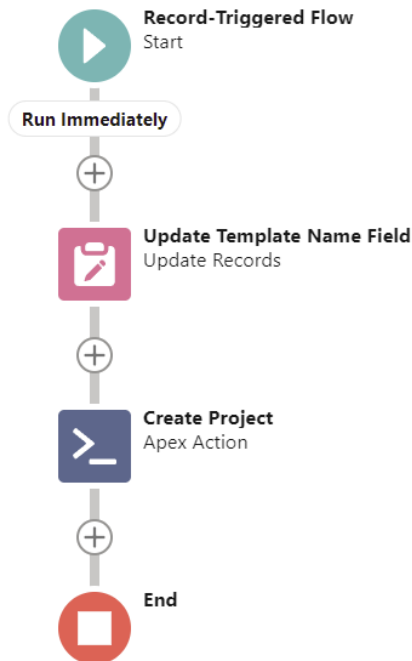 Record-Triggered Flow
Start
Run Immediately
Update Template Name Field
Update Records
Create Project
Apex Action
End